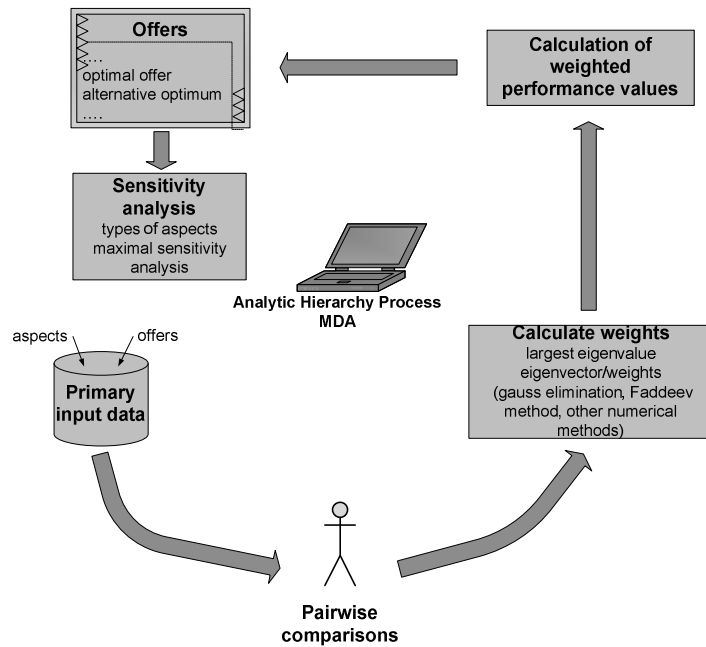 Offers
....
optimal offer
alternative optimum
....
Calculation of
weighted
performance values
Sensitivity
analysis
types of aspects
maximal sensitivity
analysis
Analytic Hierarchy Process
MDA
aspects
offers
Primary
input data
Calculate weights
largest eigenvalue
eigenvector/weights
(gauss elimination, Faddeev
method, other numerical
methods)
Pairwise
comparisons